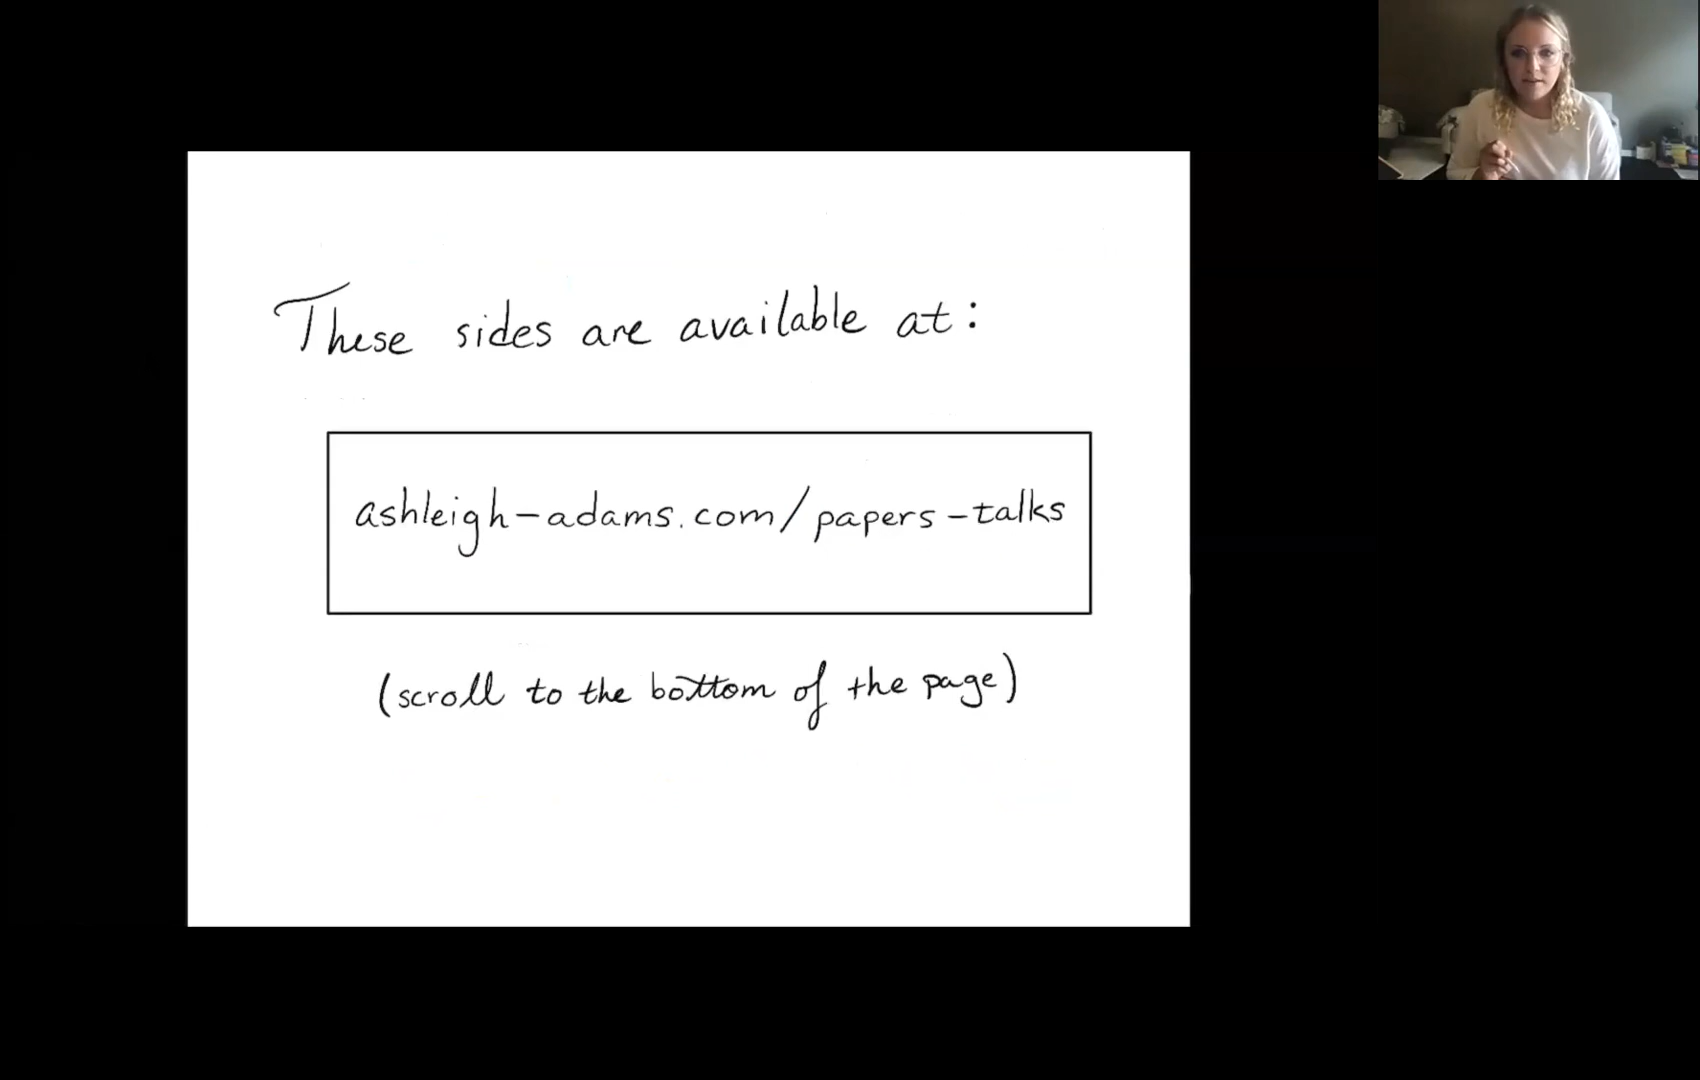 These sides are available at:
ashleigh-adams.com/papers-talks
(scroll to the bottom of the page)